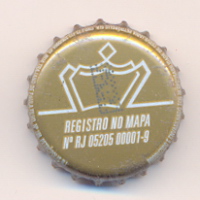 REGISTRO NO MAPA
Nº RJ 05205 00001-9